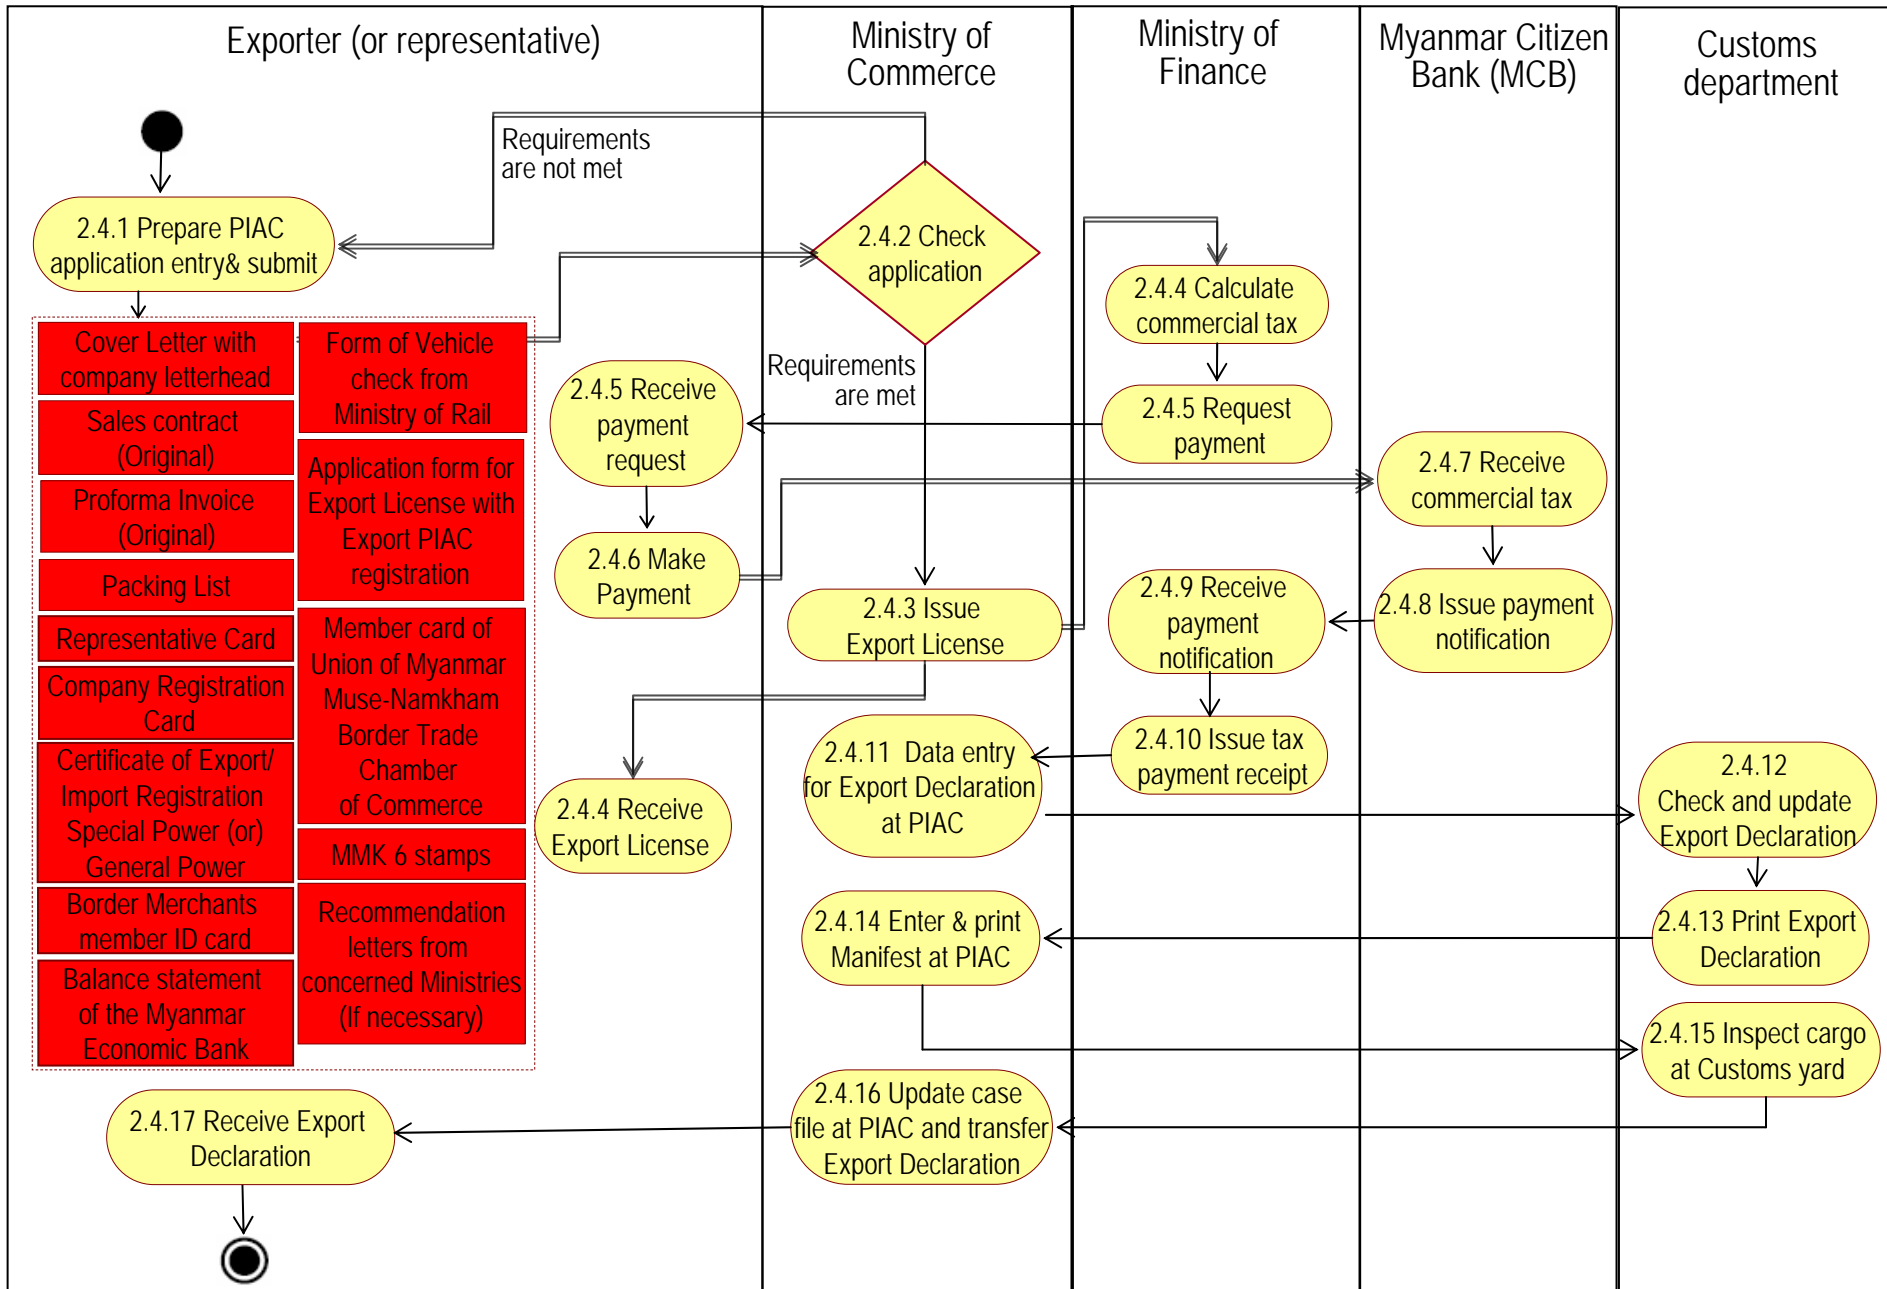 Exporter (or representative)
Ministry of
Commerce
Ministry of
Finance
Myanmar Citizen
Bank (MCB)
Customs
department
Requirements
are not met
2.4.1 Prepare PIAC
application entry& submit
2.4.2 Check
application
2.4.4 Calculate
commercial tax
Cover Letter with
company letterhead
Sales contract
(Original)
Proforma Invoice
(Original)
Packing List
Representative Card
Company Registration
Card
Certificate of Export/
Import Registration
Special Power (or)
General Power
Border Merchants
member ID card
Balance statement
of the Myanmar
Economic Bank
Form of Vehicle
check from
Ministry of Rail
Application form for
Export License with
Export PIAC
registration
Member card of
Union of Myanmar
Muse-Namkham
Border Trade
Chamber
of Commerce
MMK 6 stamps
Recommendation
letters from
concerned Ministries
(If necessary)
Requirements
are met
2.4.5 Receive
payment
request
2.4.5 Request
payment
2.4.6 Make
Payment
2.4.7 Receive
commercial tax
2.4.3 Issue
Export License
2.4.9 Receive
payment
notification
2.4.8 Issue payment
notification
2.4.4 Receive
Export License
2.4.11 Data entry
for Export Declaration
at PIAC
2.4.10 Issue tax
payment receipt
2.4.12
Check and update
Export Declaration
2.4.14 Enter & print
Manifest at PIAC
2.4.13 Print Export
Declaration
2.4.15 Inspect cargo
at Customs yard
2.4.16 Update case
file at PIAC and transfer
Export Declaration
2.4.17 Receive Export
Declaration